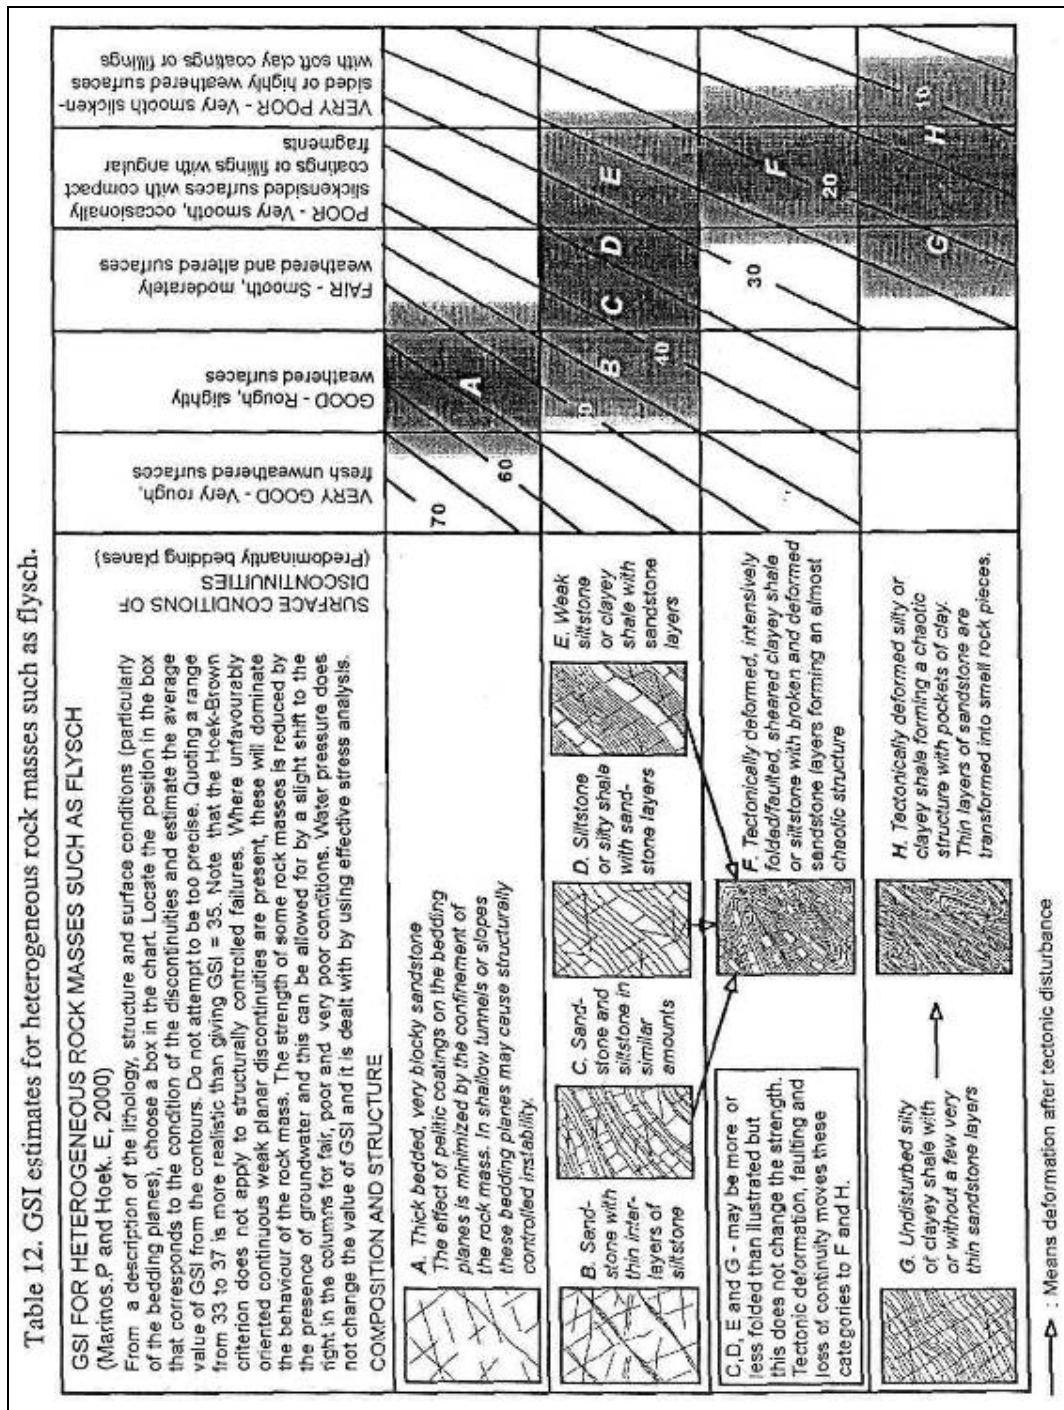 Table 12. GSI estimates for heterogeneous rock masses such as flysch.
GSI FOR HETEROGENEOUS ROCK MASSES SUCH AS FLYSCH
(Marinos.P and Hoek. E, 2000)
From a description of the lithology, structure and surface conditions (particularly
of the bedding planes), choose a box in the chart. Locate the position in the box
that corresponds to the condition of the discontinuities and estimate the average
value of GSI from the contours. Do not attempt to be too precise. Quoting a range
from 33 to 37 is more realistic than giving GSI = 35. Note that the Hoek-Brown
criterion does not apply to structurally controlled failures. Where unfavourably
oriented continuous weak planar discontinuities are present, these will dominate
the behaviour of the rock mass. The strength of some rock masses is reduced by
the presence of groundwater and this can be allowed for by a slight shift to the
right in the columns for fair, poor and very poor conditions. Water pressure does
not change the value of GSI and it is dealt with by using effective stress analysis.
COMPOSITION AND STRUCTURE
SURFACE CONDITIONS OF
DISCONTINUITIES
(Predominantly bedding planes)
VERY GOOD - Very rough,
fresh unweathered surfaces
GOOD - Rough, slightly
weathered surfaces
FAIR - Smooth, moderately
weathered and altered surfaces
POOR - Very smooth, occasionally
slickensided surfaces with compact
coatings or fillings with angular
fragments
VERY POOR - Very smooth slicken-
sided or highly weathered surfaces
with soft clay coatings or fillings
A. Thick bedded, very blocky sandstone
The effect of pelitic coatings on the bedding
planes is minimized by the confinement of
the rock mass. In shallow tunnels or slopes
these bedding planes may cause structurally
controlled instability.
70
60
A
B. Sand-
stone with
thin inter-
layers of
siltstone
C. Sand-
stone and
siltstone in
similar
amounts
D. Siltstone
or silty shale
with sand-
stone layers
E. Weak
siltstone
or clayey
shale with
sandstone
layers
B
40
C
D
E
C,D, E and G - may be more or
less folded than illustrated but
this does not change the strength.
Tectonic deformation, faulting and
loss of continuity moves these
categories to F and H.
F. Tectonically deformed, intensively
folded/faulted, sheared clayey shale
or siltstone with broken and deformed
sandstone layers forming an almost
chaotic structure
30
F
20
G. Undisturbed silty
or clayey shale with
or without a few very
thin sandstone layers
H. Tectonically deformed silty or
clayey shale forming a chaotic
structure with pockets of clay.
Thin layers of sandstone are
transformed into small rock pieces.
G
H
10
: Means deformation after tectonic disturbance